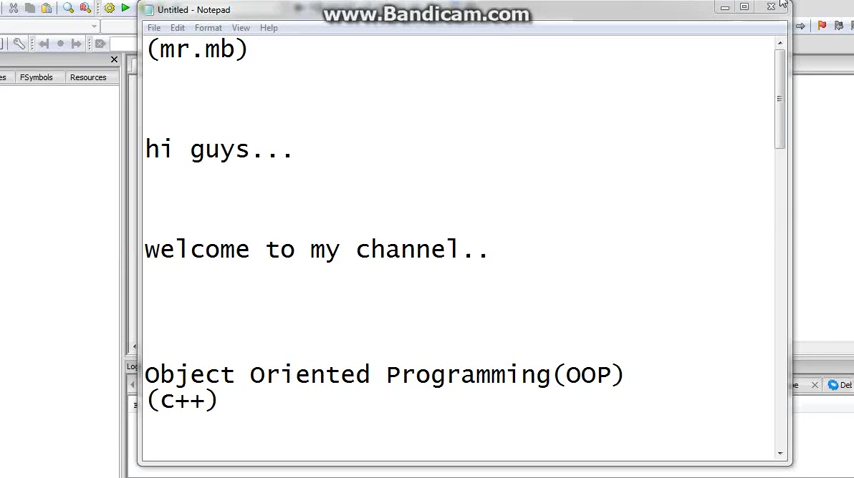 www.Bandicam.com
Untitled - Notepad
File Edit Format View Help
(mr.mb)
FSymbols Resources
hi guys...
welcome to my channel..
Object Oriented Programming(OOP)
(c++)